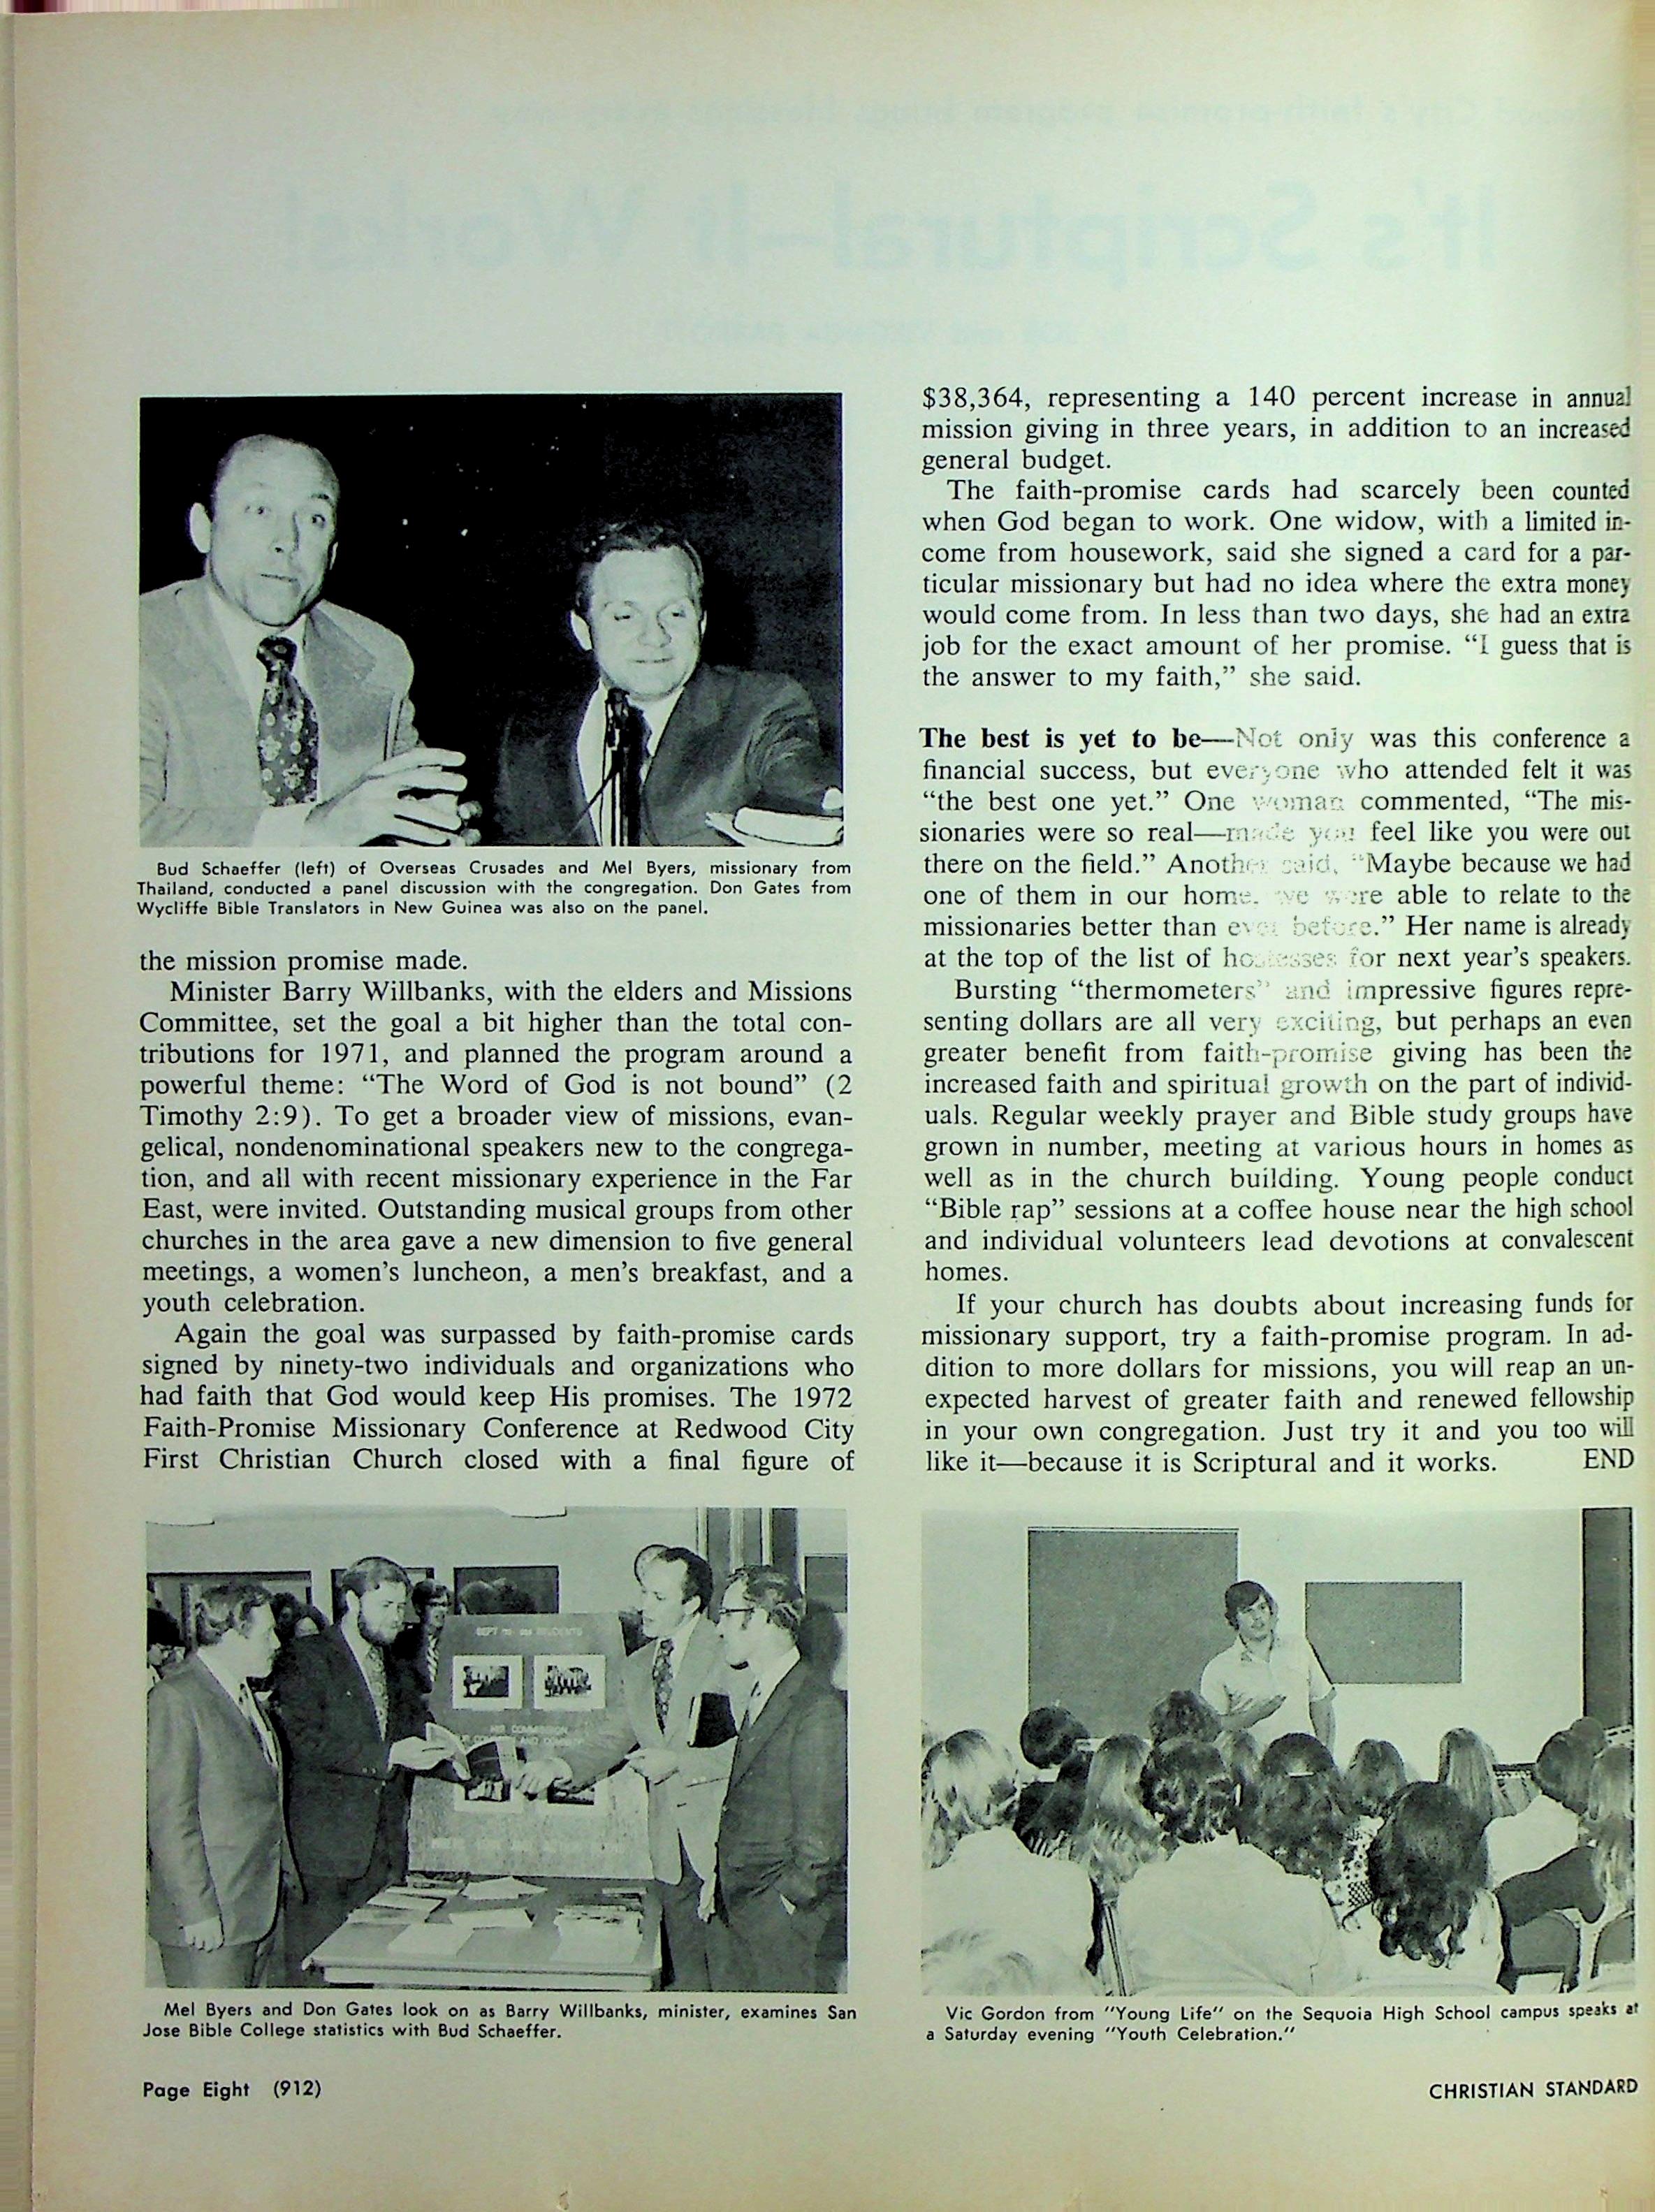 Bud Schaeffer (left) of Overseas Crusades and Mel Byers, missionary from
Thailand, conducted a panel discussion with the congregation. Don Gates from
Wycliffe Bible Translators in New Guinea was also on the panel.
the mission promise made.
Minister Barry Willbanks, with the elders and Missions
Committee, set the goal a bit higher than the total con-
tributions for 1971, and planned the program around a
powerful theme: “The Word of God is not bound” (2
Timothy 2:9). To get a broader view of missions, evan-
gelical, nondenominational speakers new to the congrega-
tion, and all with recent missionary experience in the Far
East, were invited. Outstanding musical groups from other
churches in the area gave a new dimension to five general
meetings, a women’s luncheon, a men’s breakfast, and a
youth celebration.
Again the goal was surpassed by faith-promise cards
signed by ninety-two individuals and organizations who
had faith that God would keep His promises. The 1972
Faith-Promise Missionary Conference at Redwood City
First Christian Church closed with a final figure of
$38,364, representing a 140 percent increase in annual
mission giving in three years, in addition to an increased
general budget.
The faith-promise cards had scarcely been counted
when God began to work. One widow, with a limited in-
come from housework, said she signed a card for a par-
ticular missionary but had no idea where the extra money
would come from. In less than two days, she had an extra
job for the exact amount of her promise. “I guess that is
the answer to my faith,” she said.
The best is yet to be—Not only was this conference a
financial success, but everyone who attended felt it was
“the best one yet.” One woman commented, “The mis-
sionaries were so real—made you feel like you were out
there on the field.” Another said, “Maybe because we had
one of them in our home, we were able to relate to the
missionaries better than ever before.” Her name is already
at the top of the list of hostesses for next year’s speakers.
Bursting “thermometers” and impressive figures repre-
senting dollars are all very exciting, but perhaps an even
greater benefit from faith-promise giving has been the
increased faith and spiritual growth on the part of individ-
uals. Regular weekly prayer and Bible study groups have
grown in number, meeting at various hours in homes as
well as in the church building. Young people conduct
“Bible rap” sessions at a coffee house near the high school
and individual volunteers lead devotions at convalescent
homes.
If your church has doubts about increasing funds for
missionary support, try a faith-promise program. In ad-
dition to more dollars for missions, you will reap an un-
expected harvest of greater faith and renewed fellowship
in your own congregation. Just try it and you too will
like it—because it is Scriptural and it works. END
HIS COMMISSION
Mel Byers and Don Gates look on as Barry Willbanks, minister, examines San
Jose Bible College statistics with Bud Schaeffer.
Vic Gordon from “Young Life” on the Sequoia High School campus speaks at
a Saturday evening “Youth Celebration.”
Page Eight (912)
CHRISTIAN STANDARD